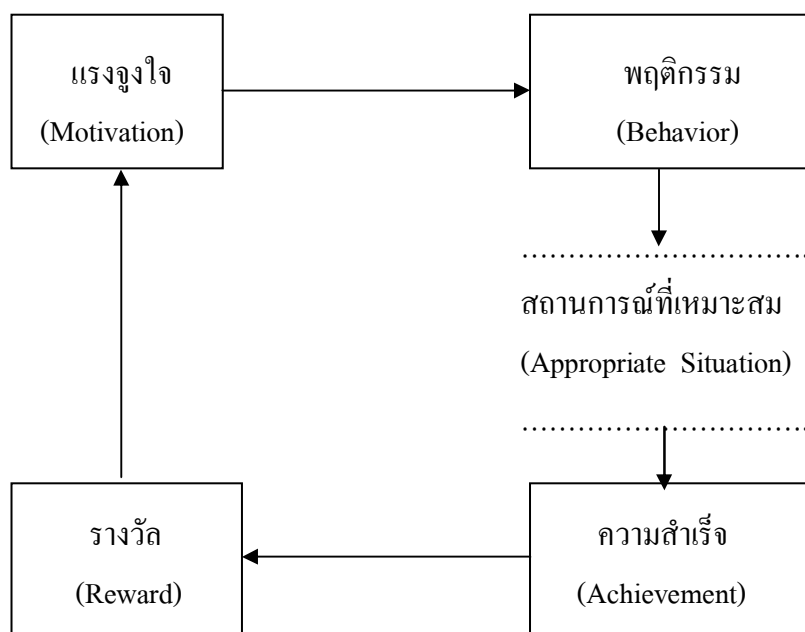 แรงจูงใจ
(Motivation)
พฤติกรรม
(Behavior)
สถานการณ์ที่เหมาะสม
(Appropriate Situation)
รางวัล
(Reward)
ความสำเร็จ
(Achievement)